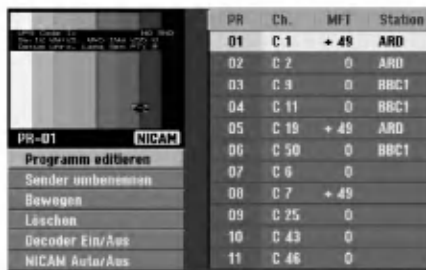 PR=01 NICAM
Programm editieren
Sender umbenennen
Bewegen
Löschen
Decoder Ein/Aus
NICAM Auto/Aus
PR Ch. MFT Station
01 C 1 + 49 ARD
02 C 2 0 ARD
03 C 9 0 BBC1
04 C 11 0 BBC1
05 C 19 + 49 ARD
06 C 50 0 BBC1
07 C 6 0
08 C 7 + 49
09 C 25 0
10 C 43 0
11 C 46 0